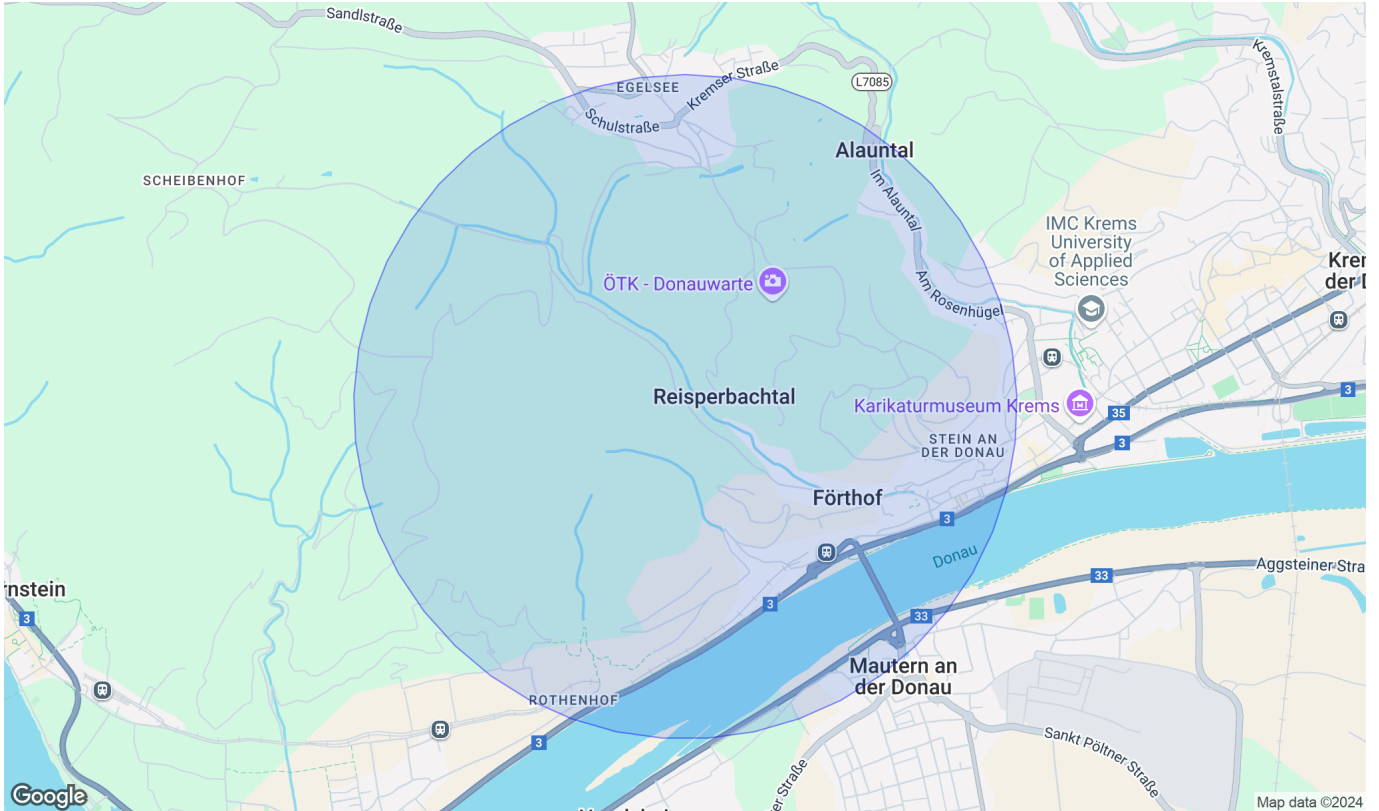 Sandlstraße
EGELSEE
Kremser Straße
L7085
Schulstraße
Alauntal
SCHEIBENHOF
Im Alauntal
Kremstalstraße
IMC Krems
University
of Applied
Sciences
ÖTK - Donauwarte
Am Rosenhügel
Krem
der D
Reisperbachtal
Karikaturmuseum Krems
3
35
3
STEIN AN
DER DONAU
Förthof
3
Donau
rnstein
3
3
33
Aggsteiner Stra
33
Mautern an
der Donau
ROTHENHOF
3
Sankt Pöltner Straße
er Straße
Google
Map data ©2024